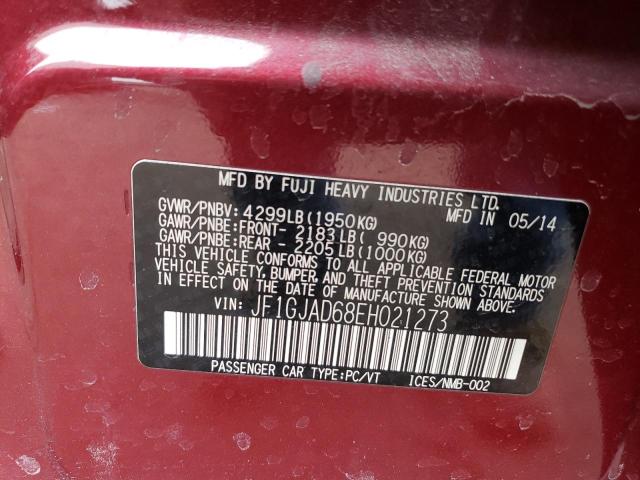 MFD BY FUJI HEAVY INDUSTRIES LTD.
GVWR/PNBV: 4299LB(1950KG) MFD IN 05/14
GAWR/PNBE:FRONT- 2183LB( 990KG)
GAWR/PNBE:REAR - 2205LB(1000KG)
THIS VEHICLE CONFORMS TO ALL APPLICABLE FEDERAL MOTOR
VEHICLE SAFETY, BUMPER, AND THEFT PREVENTION STANDARDS
IN EFFECT ON THE DATE OF MANUFACTURE SHOWN ABOVE.
VIN: JF1GJAD68EH021273
PASSENGER CAR TYPE:PC/VT ICES/NMB-002